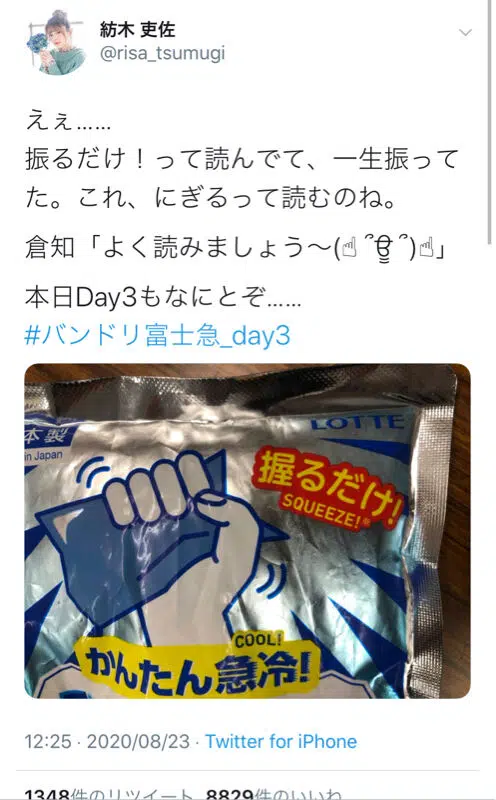 紡木 吏佐
@risa_tsumugi
えぇ……
振るだけ！って読んでて、一生振って
た。これ、にぎるって読むのね。
倉知「よく読みましょう〜(☝ ՞ਊ ՞)☝」
本日Day3もなにとぞ……
#バンドリ富士急_day3
本製
in Japan
LOTTE
握るだけ!
SQUEEZE!*
COOL!
かんたん急冷!
12:25 · 2020/08/23 · Twitter for iPhone
1348件のリツイート 8829件のいいね